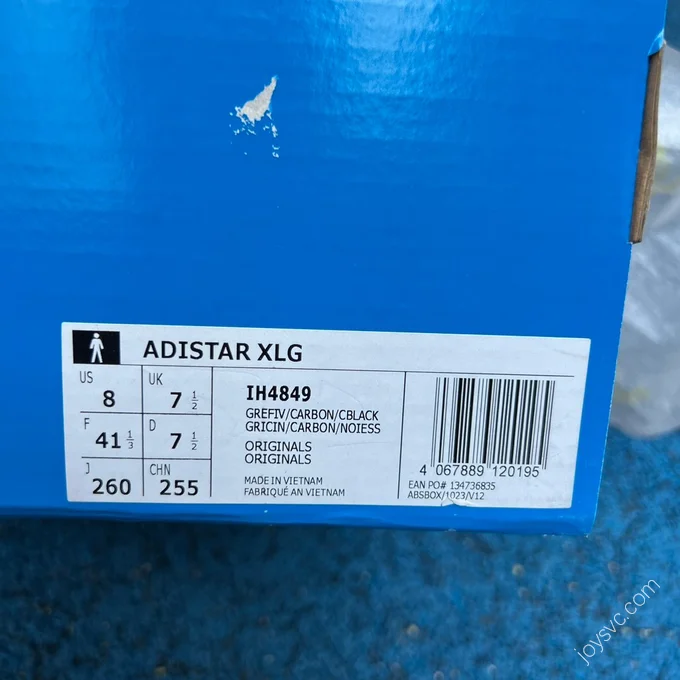 ADISTAR XLG
US 8 UK 7 1/2
F 41 1/3 D 7 1/2
J 260 CHN 255
IH4849
GREFIV/CARBON/CBLACK
GRICIN/CARBON/NOIESS
ORIGINALS
ORIGINALS
MADE IN VIETNAM
FABRIQUÉ AN VIETNAM
4 067889 120195
EAN PO# 134736835
ABSBOX/1023/V12
joysvc.com